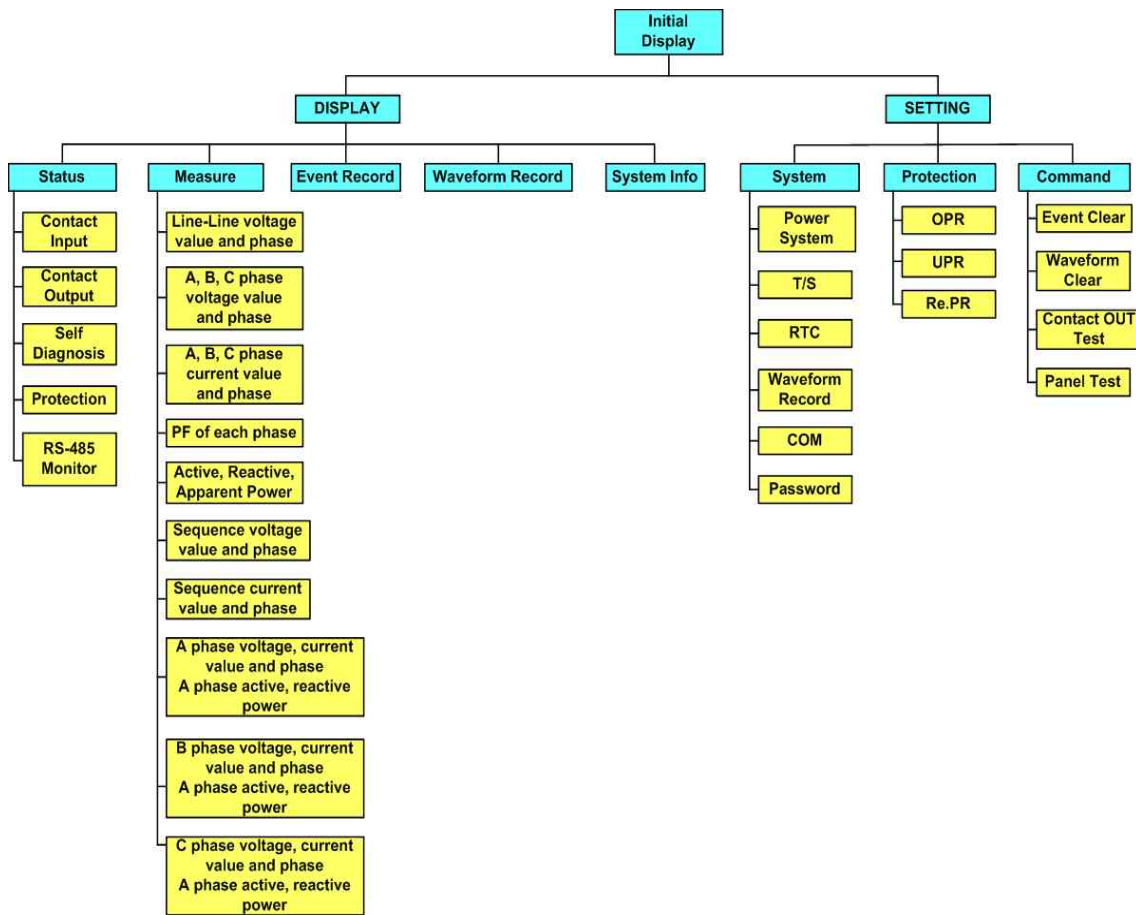 Initial
Display
DISPLAY
SETTING
Status
Measure
Event Record
Waveform Record
System Info
System
Protection
Command
Contact
Input
Contact
Output
Self
Diagnosis
Protection
RS-485
Monitor
Line-Line voltage
value and phase
A, B, C phase
voltage value
and phase
A, B, C phase
current value
and phase
PF of each phase
Active, Reactive,
Apparent Power
Sequence voltage
value and phase
Sequence current
value and phase
A phase voltage, current
value and phase
A phase active, reactive
power
B phase voltage, current
value and phase
A phase active, reactive
power
C phase voltage, current
value and phase
A phase active, reactive
power
Power
System
T/S
RTC
Waveform
Record
COM
Password
OPR
UPR
Re.PR
Event Clear
Waveform
Clear
Contact OUT
Test
Panel Test